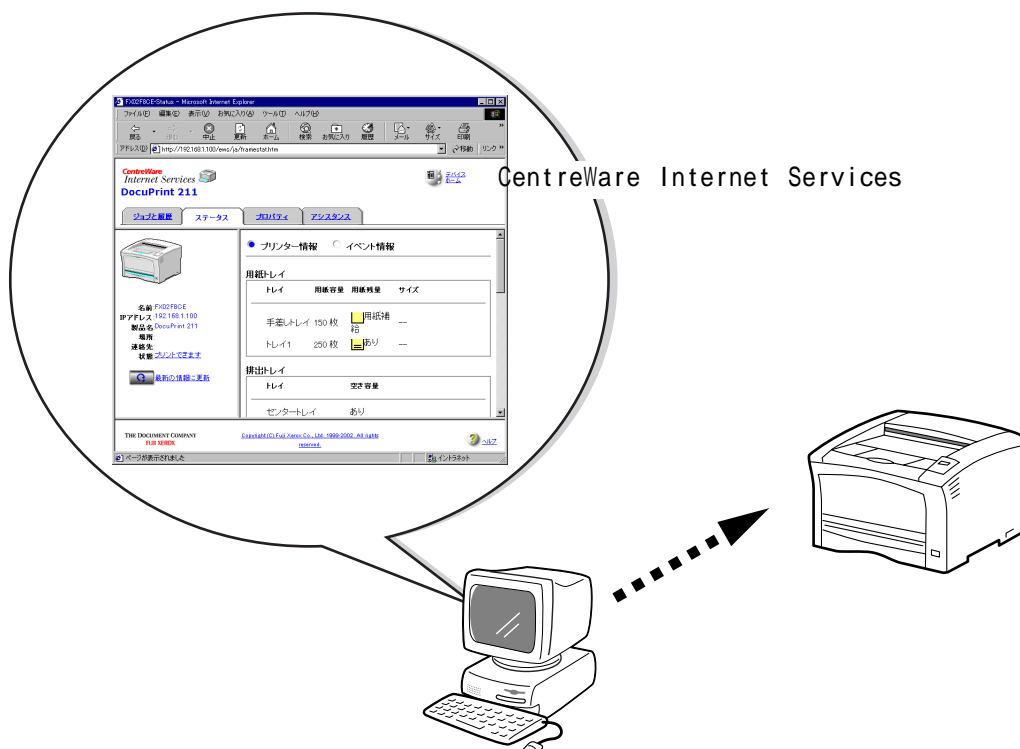 FX02F8CE-Status - Microsoft Internet Explorer
ファイル(F) 編集(E) 表示(V) お気に入り(A) ツール(T) ヘルプ(H)
戻る 進む 中止 更新 ホーム 検索 お気に入り 履歴 メール サイズ 印刷
アドレス(D) http://192.168.1.100/ews/ja/framestat.htm 移動 リンク
CentreWare
Internet Services
DocuPrint 211
デバイス
ホーム
CentreWare Internet Services
ジョブと履歴 ステータス プロパティ アシスタンス
プリンター情報 イベント情報
用紙トレイ
トレイ 用紙容量 用紙残量 サイズ
手差しトレイ 150 枚 用紙補給 --
トレイ1 250 枚 あり --
排出トレイ
トレイ 空き容量
センタートレイ あり
名前 FX02F8CE
IPアドレス 192.168.1.100
製品名 DocuPrint 211
場所
連絡先
状態 プリントできます
最新の情報に更新
THE DOCUMENT COMPANY
FUJI XEROX
Copyright(C) Fuji Xerox Co., Ltd. 1998-2002. All rights
reserved.
ヘルプ
ページが表示されました イントラネット